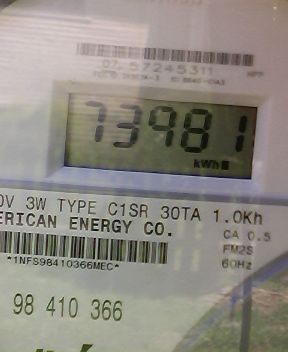 57245311
73981
kWh
0V 3W TYPE C1SR 30TA 1.0Kh
ERICAN ENERGY CO.
CA 0.5
FM2S
60Hz
*1NFS98410366MEC*
98 410 366